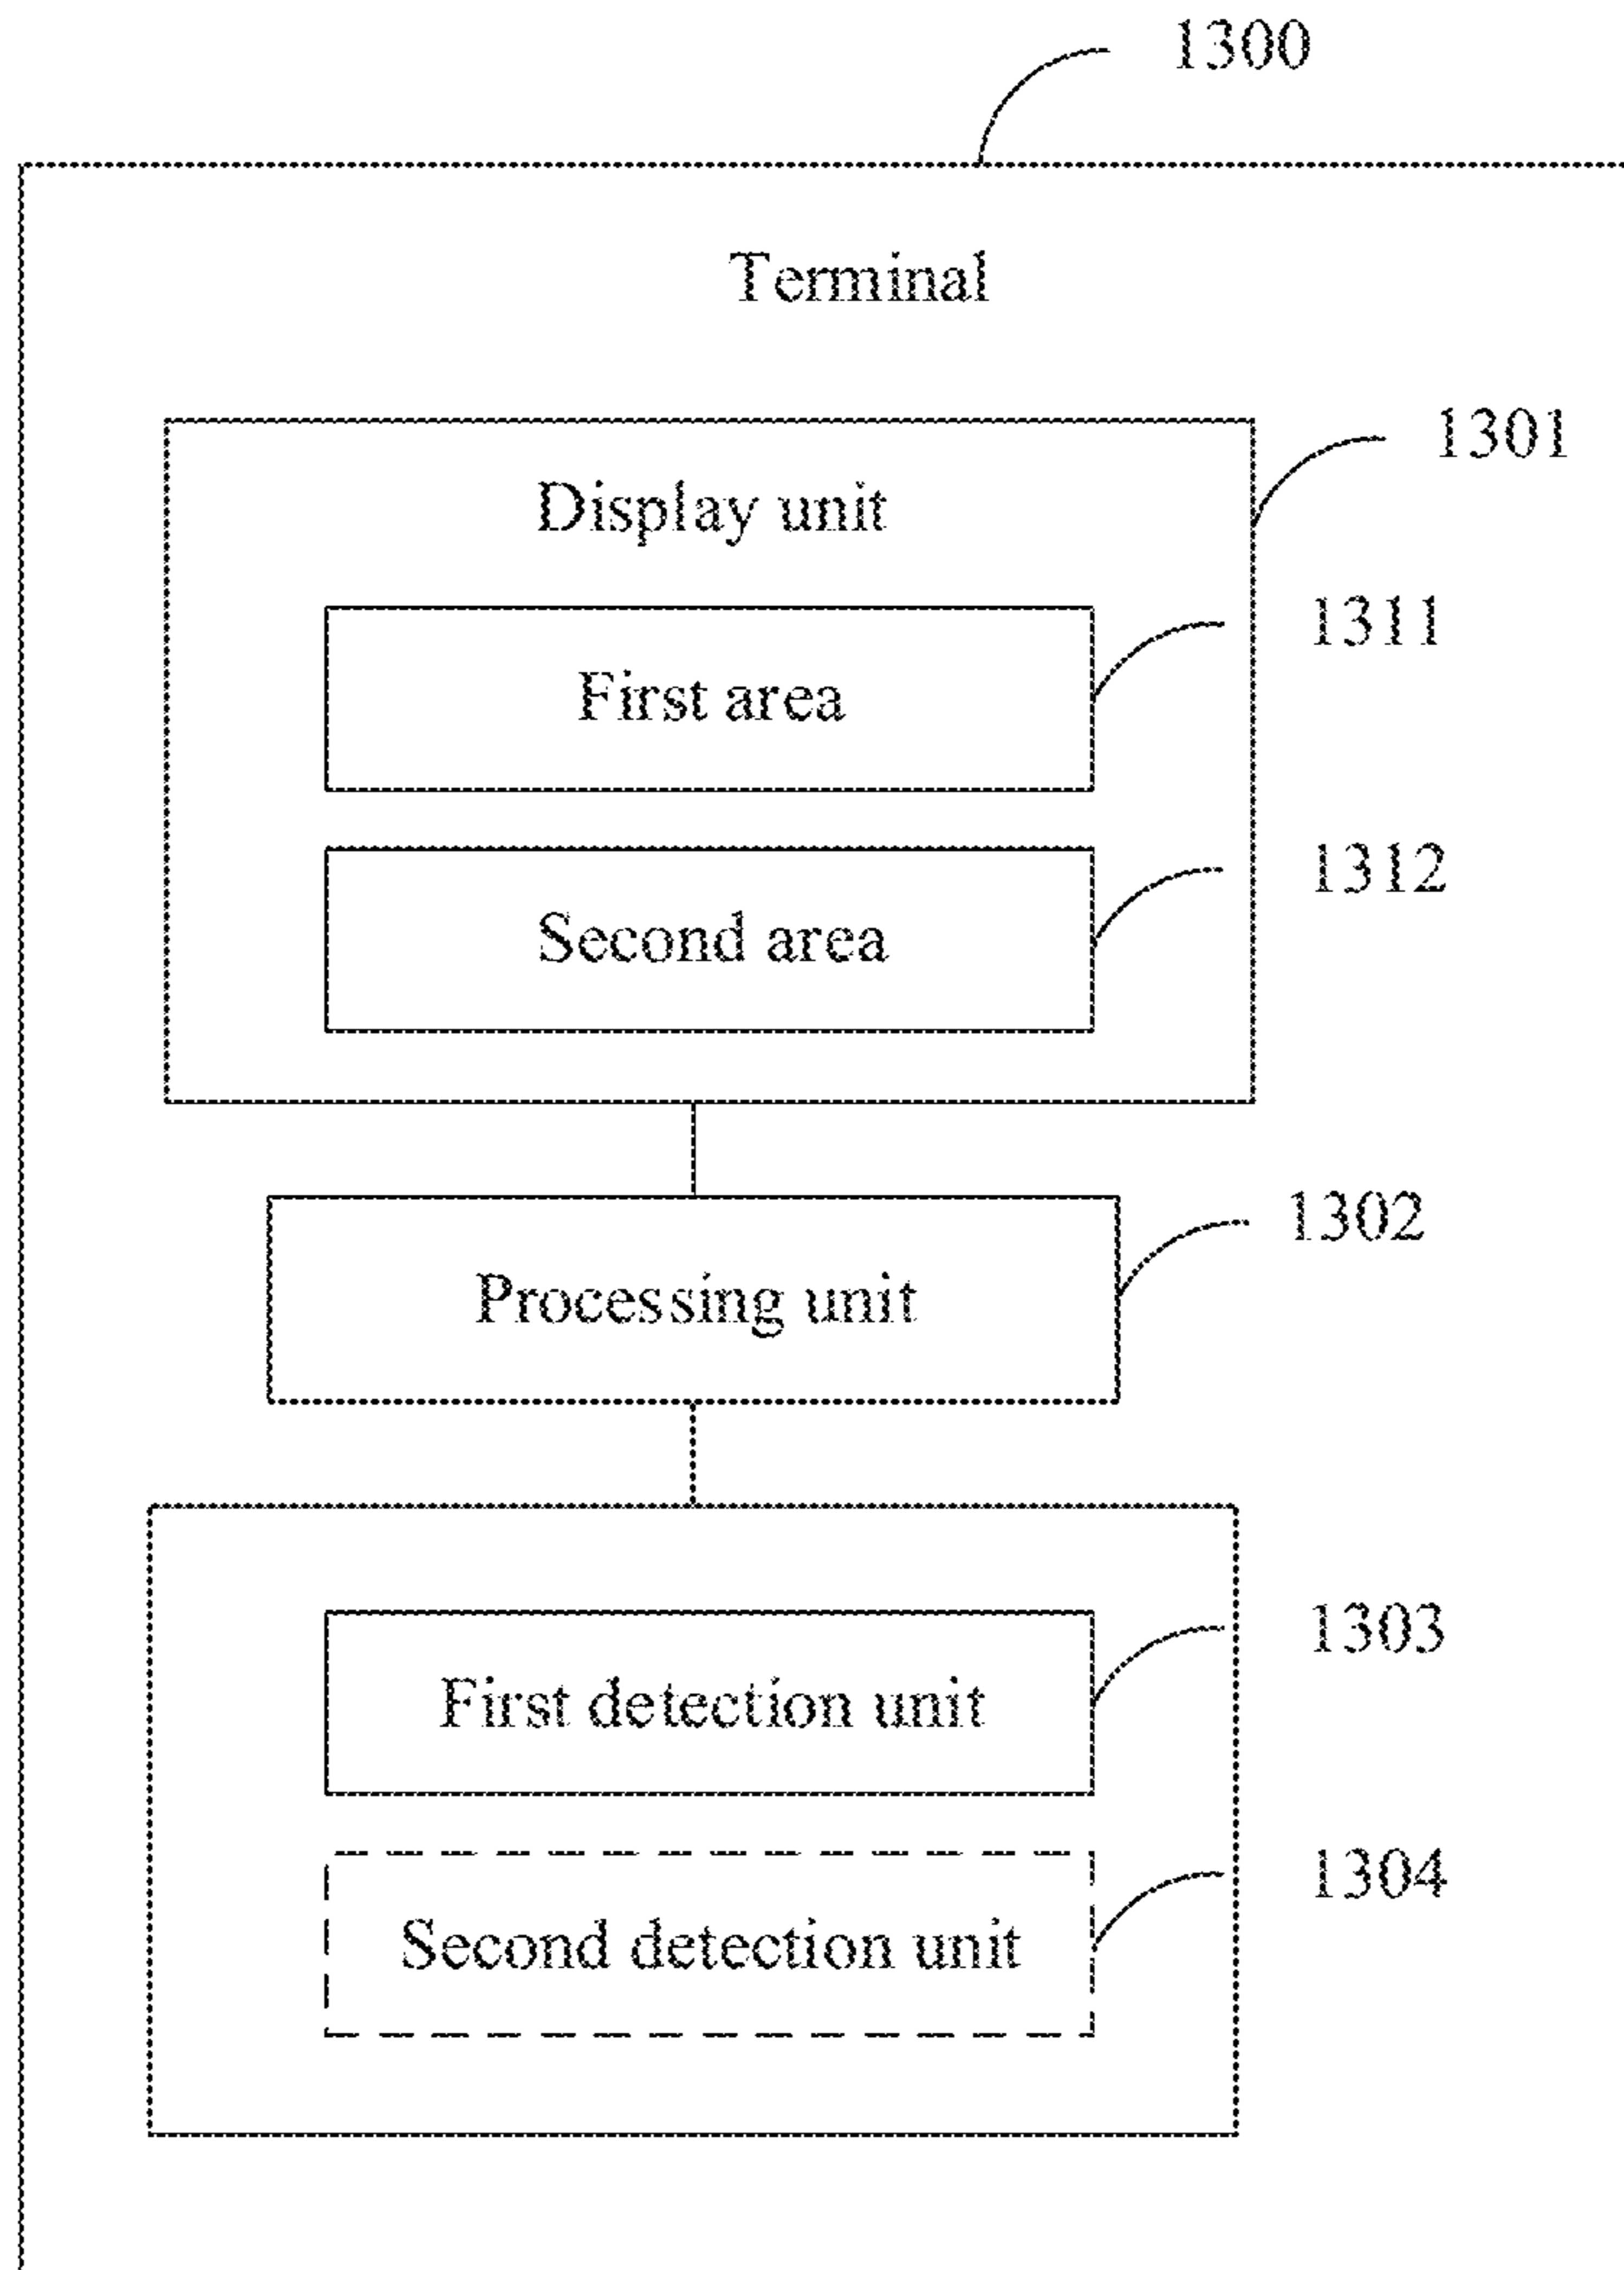 1300
Terminal
1301
Display unit
1311
First area
1312
Second area
1302
Processing unit
1303
First detection unit
1304
Second detection unit